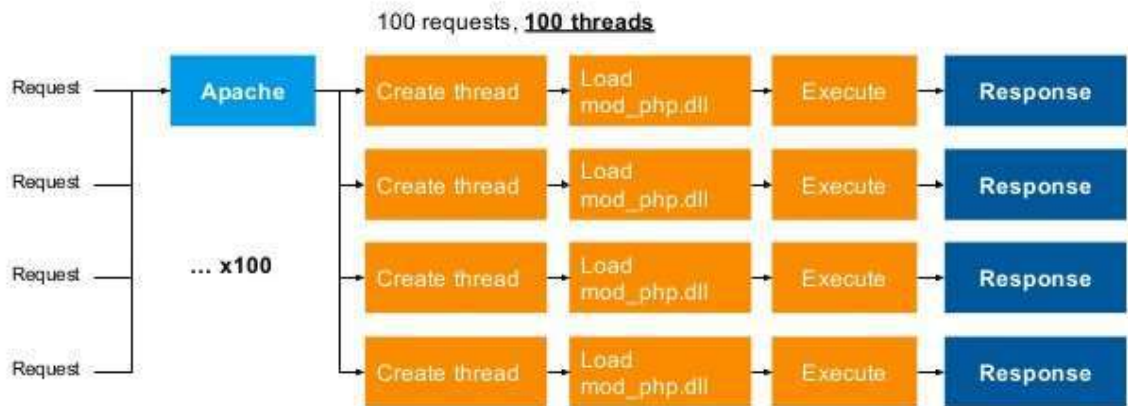 100 requests, 100 threads
Request
Apache
Create thread
Load
mod_php.dll
Execute
Response
Request
Create thread
Load
mod_php.dll
Execute
Response
... x100
Request
Create thread
Load
mod_php.dll
Execute
Response
Request
Create thread
Load
mod_php.dll
Execute
Response